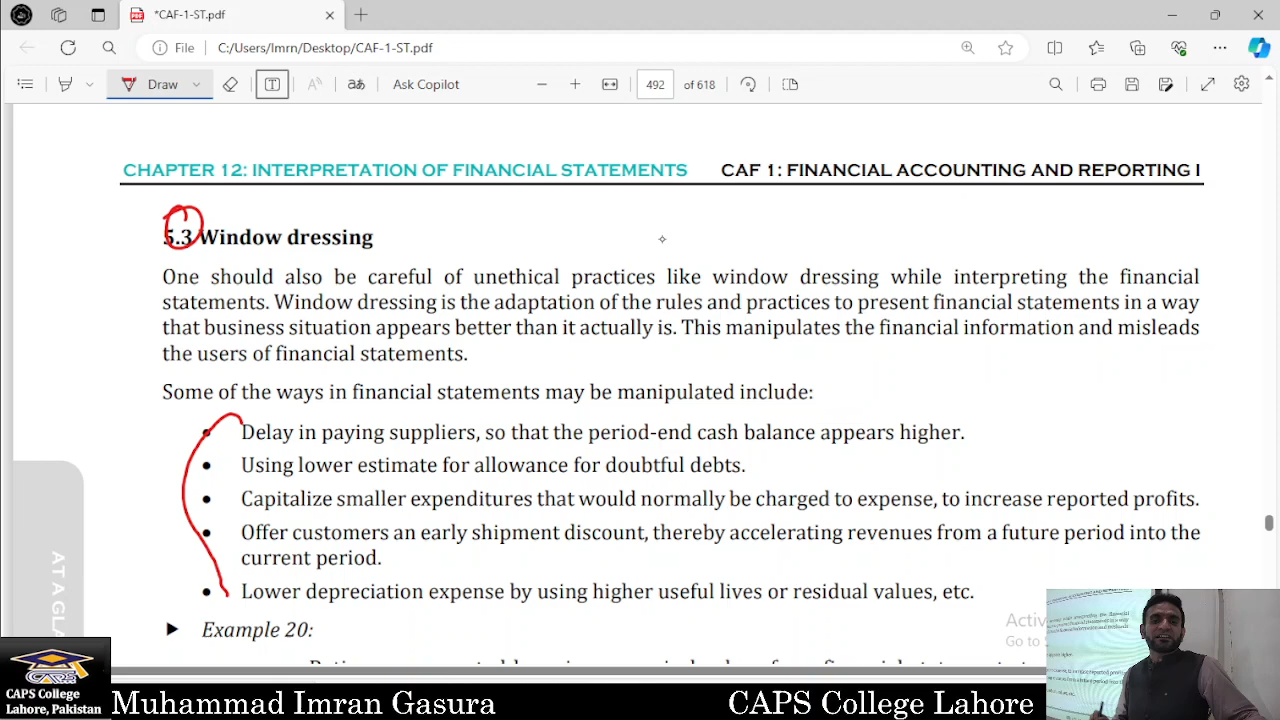 *CAF-1-ST.pdf
File C:/Users/Imrn/Desktop/CAF-1-ST.pdf
Draw Ask Copilot 492 of 618
CHAPTER 12: INTERPRETATION OF FINANCIAL STATEMENTS CAF 1: FINANCIAL ACCOUNTING AND REPORTING I
5.3 Window dressing
One should also be careful of unethical practices like window dressing while interpreting the financial
statements. Window dressing is the adaptation of the rules and practices to present financial statements in a way
that business situation appears better than it actually is. This manipulates the financial information and misleads
the users of financial statements.
Some of the ways in financial statements may be manipulated include:
• Delay in paying suppliers, so that the period-end cash balance appears higher.
• Using lower estimate for allowance for doubtful debts.
• Capitalize smaller expenditures that would normally be charged to expense, to increase reported profits.
• Offer customers an early shipment discount, thereby accelerating revenues from a future period into the
current period.
• Lower depreciation expense by using higher useful lives or residual values, etc.
Example 20:
AT A GLA
Activ
Go to S
CAPS
CAPS College
Lahore, Pakistan
Muhammad Imran Gasura CAPS College Lahore